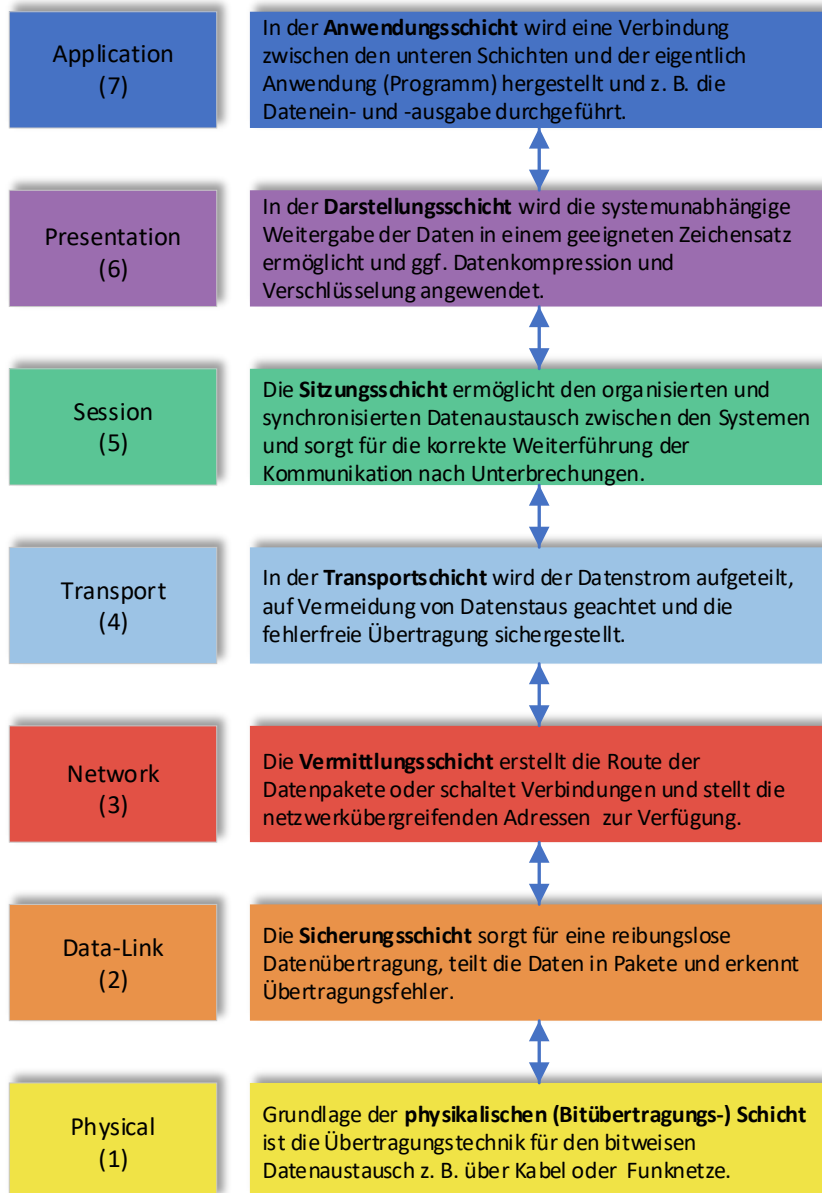 Application
(7)
In der Anwendungsschicht wird eine Verbindung
zwischen den unteren Schichten und der eigentlich
Anwendung (Programm) hergestellt und z. B. die
Datenein- und -ausgabe durchgeführt.
Presentation
(6)
In der Darstellungsschicht wird die systemunabhängige
Weitergabe der Daten in einem geeigneten Zeichensatz
ermöglicht und ggf. Datenkompression und
Verschlüsselung angewendet.
Session
(5)
Die Sitzungsschicht ermöglicht den organisierten und
synchronisierten Datenaustausch zwischen den Systemen
und sorgt für die korrekte Weiterführung der
Kommunikation nach Unterbrechungen.
Transport
(4)
In der Transportschicht wird der Datenstrom aufgeteilt,
auf Vermeidung von Datenstaus geachtet und die
fehlerfreie Übertragung sichergestellt.
Network
(3)
Die Vermittlungsschicht erstellt die Route der
Datenpakete oder schaltet Verbindungen und stellt die
netzwerkübergreifenden Adressen zur Verfügung.
Data-Link
(2)
Die Sicherungsschicht sorgt für eine reibungslose
Datenübertragung, teilt die Daten in Pakete und erkennt
Übertragungsfehler.
Physical
(1)
Grundlage der physikalischen (Bitübertragungs-) Schicht
ist die Übertragungstechnik für den bitweisen
Datenaustausch z. B. über Kabel oder Funknetze.